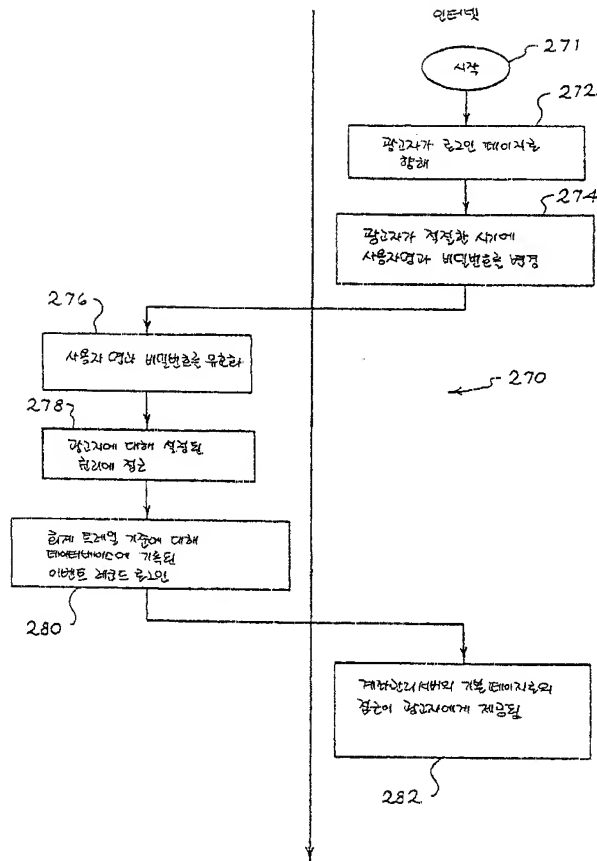 인터넷
271
시작
272
광고자가 로그인 페이지를
향해
274
광고자가 적절한 시기에
사용자명과 비밀번호를 변경
276
사용자 명과 비밀번호를 유효화
270
278
광고자에 대해 설정된
권리에 접근
회계 트레일 기준에 대해
데이터베이스에 기록된
이벤트 레코드 로그인
280
계좌관리서버의 기본페이지로의
접근이 광고자에게 제공됨
282